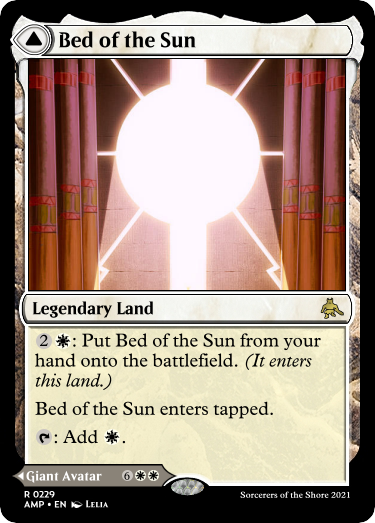 Bed of the Sun
Legendary Land
2 : Put Bed of the Sun from your
hand onto the battlefield. (It enters
this land.)
Bed of the Sun enters tapped.
: Add .
Giant Avatar 6
R 0229
AMP • EN Lelia
Sorcerers of the Shore 2021